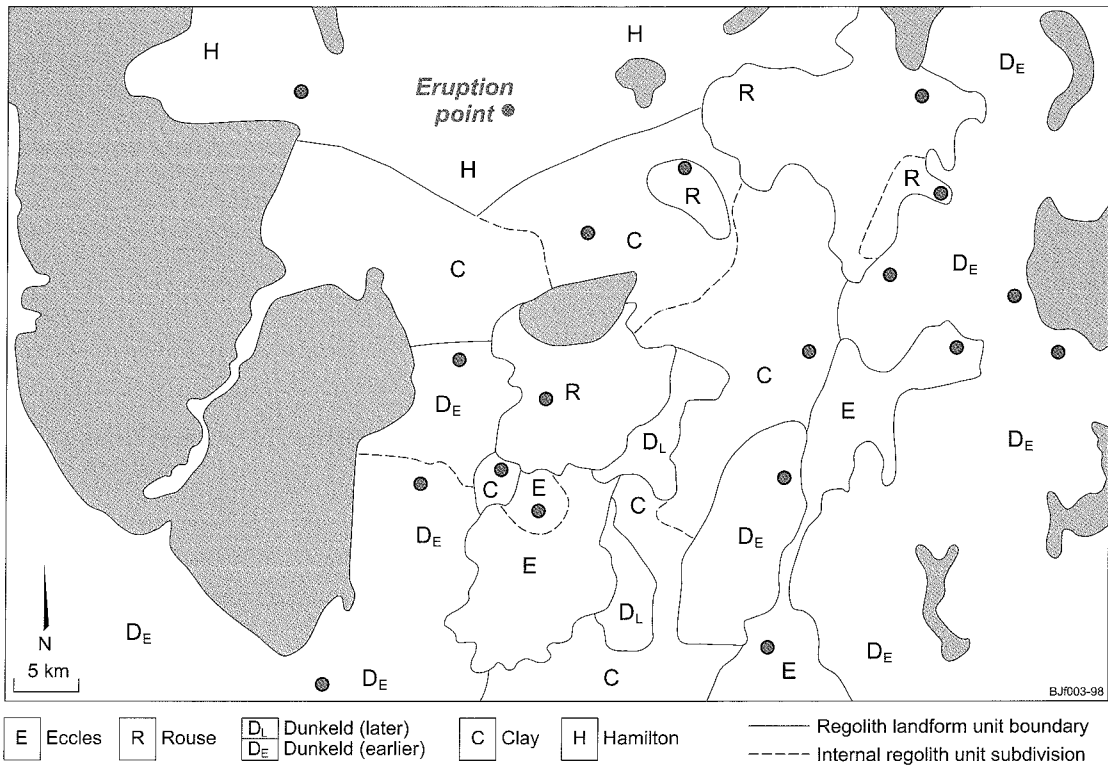 H
H
D_E
Eruption
point
R
H
R
R
C
D_E
C
C
R
D_E
E
D_L
D_E
C
E
C
D_E
D_E
E
D_L
N
5 km
D_E
D_E
C
E
D_E
BJf003-98
E Eccles
R Rouse
D_L Dunkeld (later)
D_E Dunkeld (earlier)
C Clay
H Hamilton
Regolith landform unit boundary
Internal regolith unit subdivision